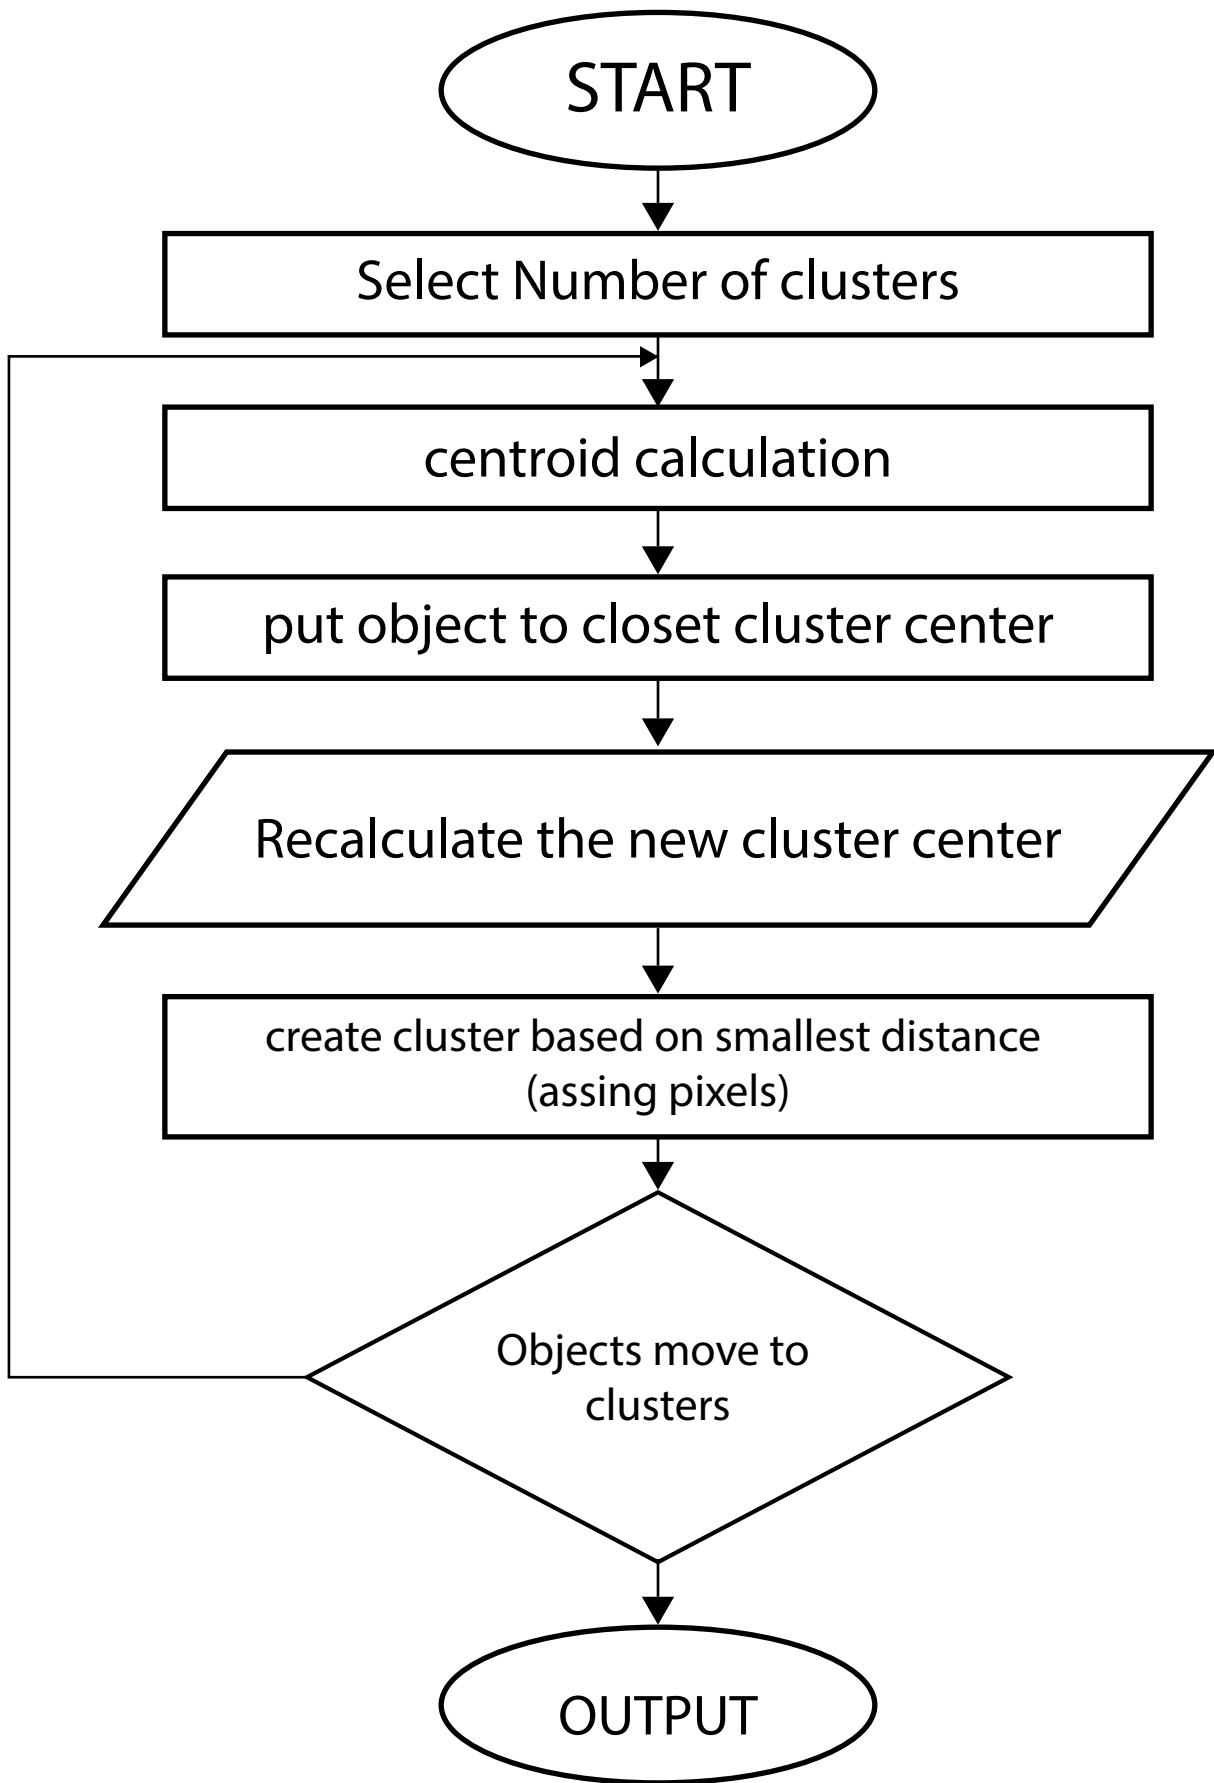 START
Select Number of clusters
centroid calculation
put object to closet cluster center
Recalculate the new cluster center
create cluster based on smallest distance
(assing pixels)
Objects move to
clusters
OUTPUT